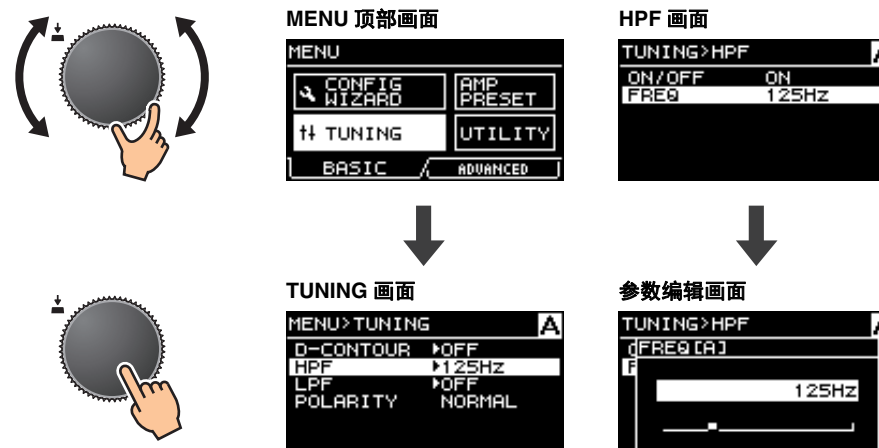 MENU 顶部画面
MENU
CONFIG WIZARD
AMP PRESET
TUNING
UTILITY
BASIC
ADVANCED
HPF 画面
TUNING>HPF
ON/OFF ON
FREQ 125Hz
TUNING 画面
MENU>TUNING A
D-CONTOUR ▶OFF
HPF ▶125Hz
LPF ▶OFF
POLARITY NORMAL
参数编辑画面
TUNING>HPF
FREQ[A]
125Hz